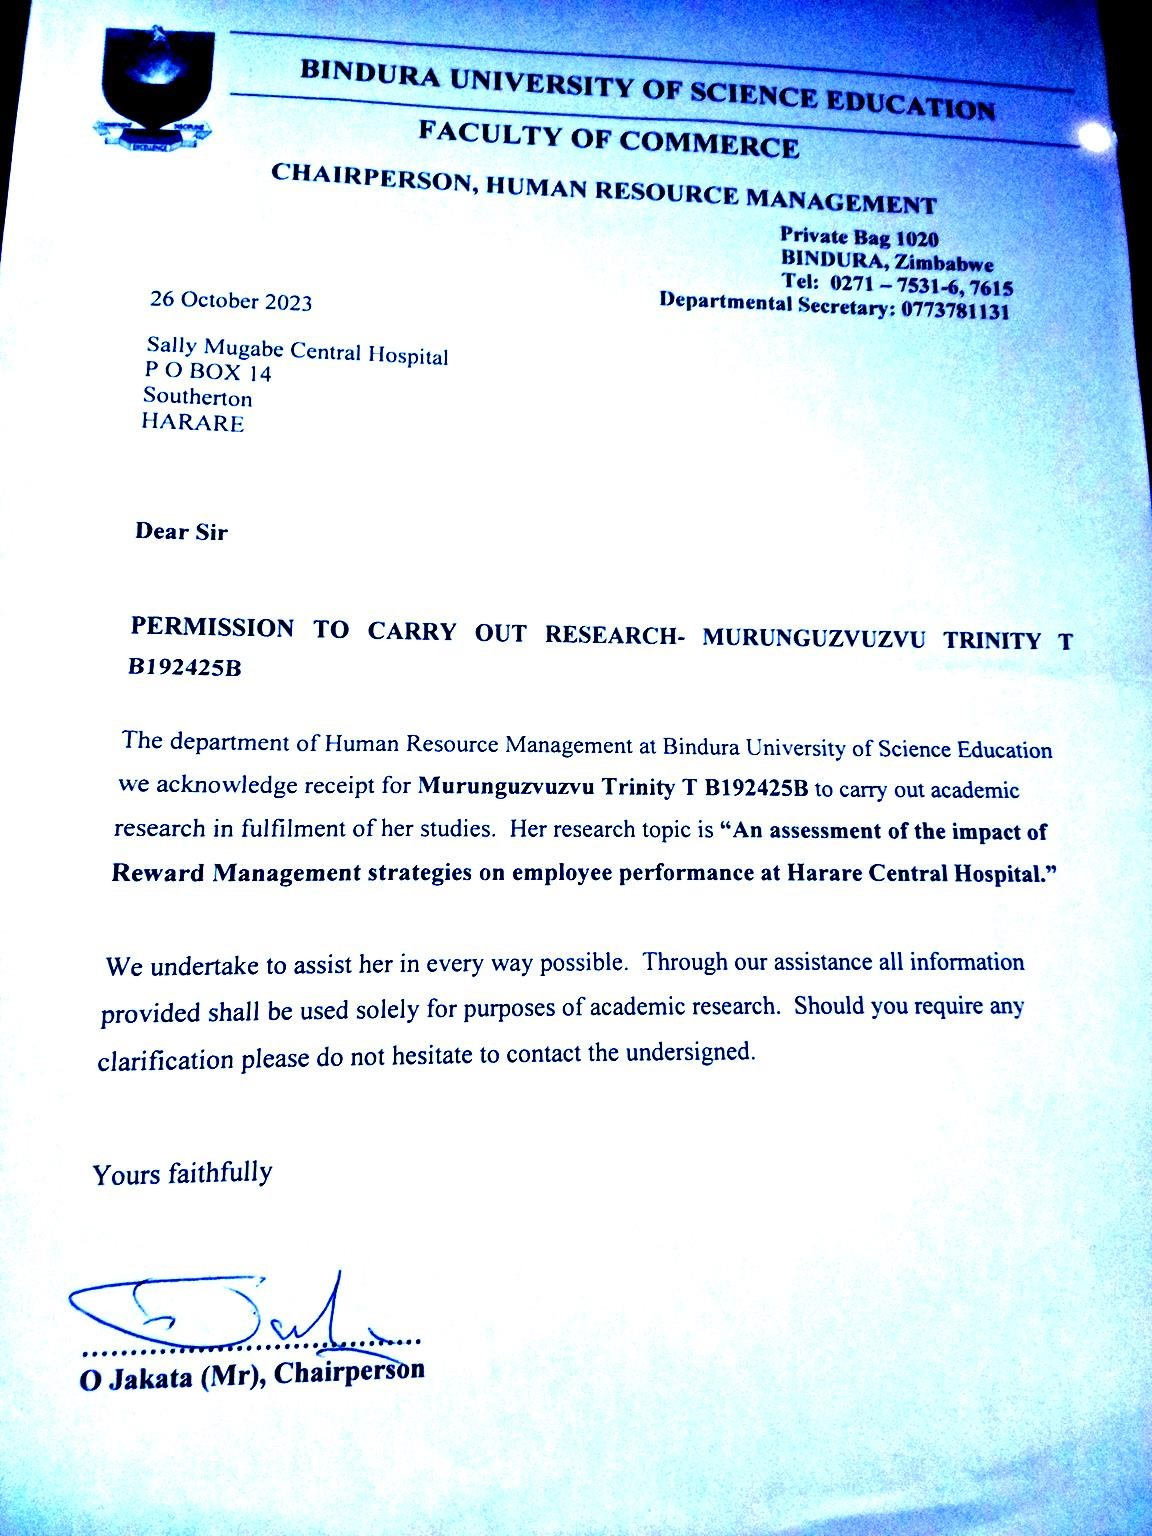 BINDURA UNIVERSITY OF SCIENCE EDUCATION
FACULTY OF COMMERCE
CHAIRPERSON, HUMAN RESOURCE MANAGEMENT
Private Bag 1020
BINDURA, Zimbabwe
Tel: 0271 – 7531-6, 7615
Departmental Secretary: 0773781131
26 October 2023
Sally Mugabe Central Hospital
P O BOX 14
Southerton
HARARE
Dear Sir
PERMISSION TO CARRY OUT RESEARCH- MURUNGUZVUZVU TRINITY T
B192425B
The department of Human Resource Management at Bindura University of Science Education
we acknowledge receipt for Murunguzvuzvu Trinity T B192425B to carry out academic
research in fulfilment of her studies. Her research topic is “An assessment of the impact of
Reward Management strategies on employee performance at Harare Central Hospital.”
We undertake to assist her in every way possible. Through our assistance all information
provided shall be used solely for purposes of academic research. Should you require any
clarification please do not hesitate to contact the undersigned.
Yours faithfully
O Jakata (Mr), Chairperson